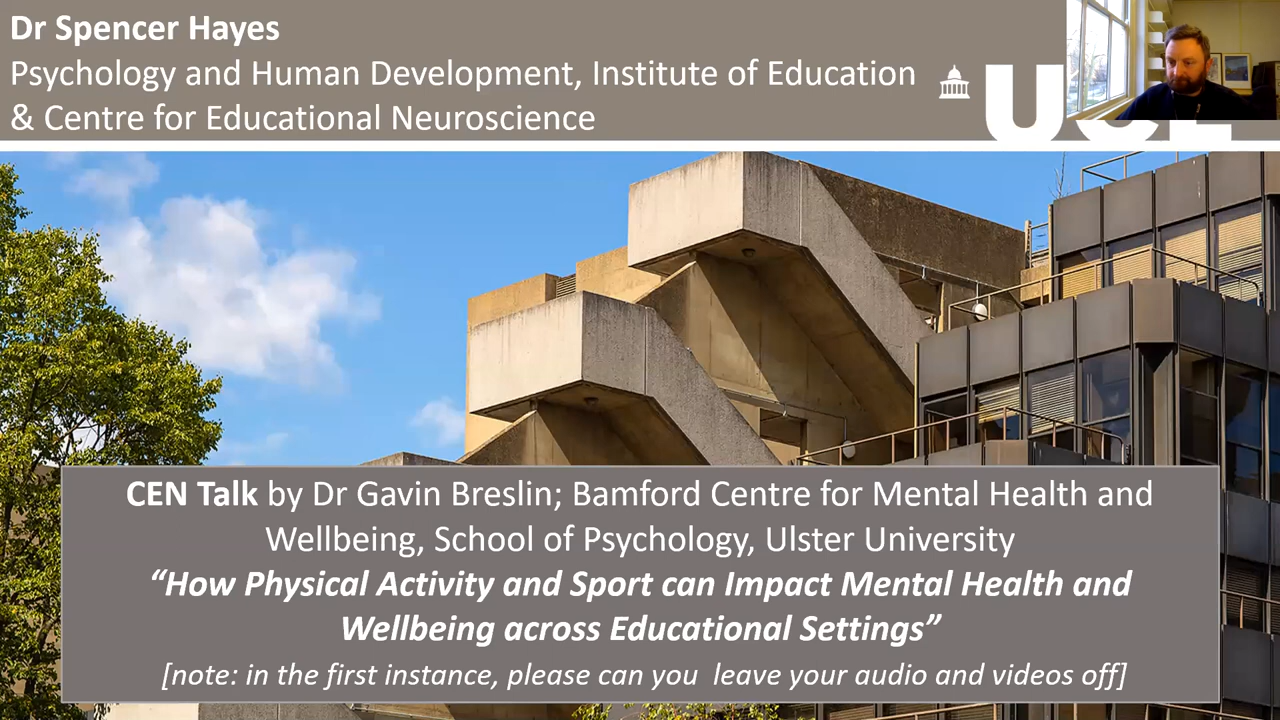 Dr Spencer Hayes
Psychology and Human Development, Institute of Education
& Centre for Educational Neuroscience
CEN Talk by Dr Gavin Breslin; Bamford Centre for Mental Health and
Wellbeing, School of Psychology, Ulster University
“How Physical Activity and Sport can Impact Mental Health and
Wellbeing across Educational Settings”
[note: in the first instance, please can you  leave your audio and videos off]